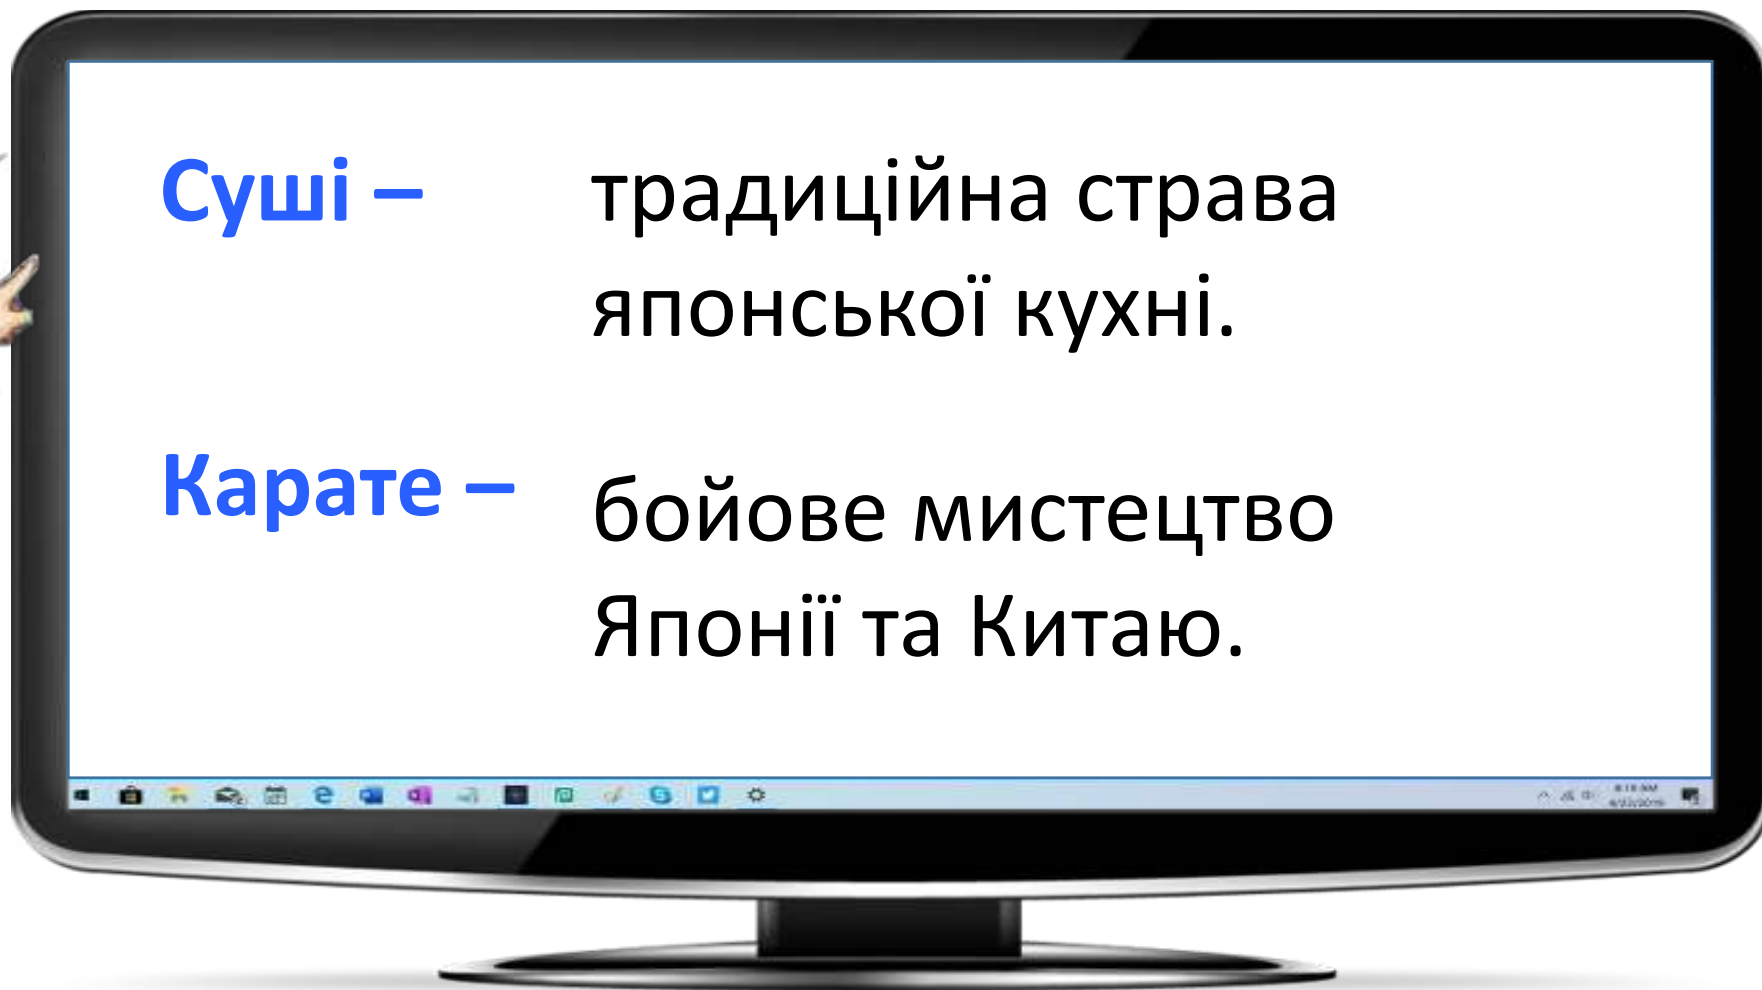 Суші – традиційна страва
японської кухні.
Карате – бойове мистецтво
Японії та Китаю.